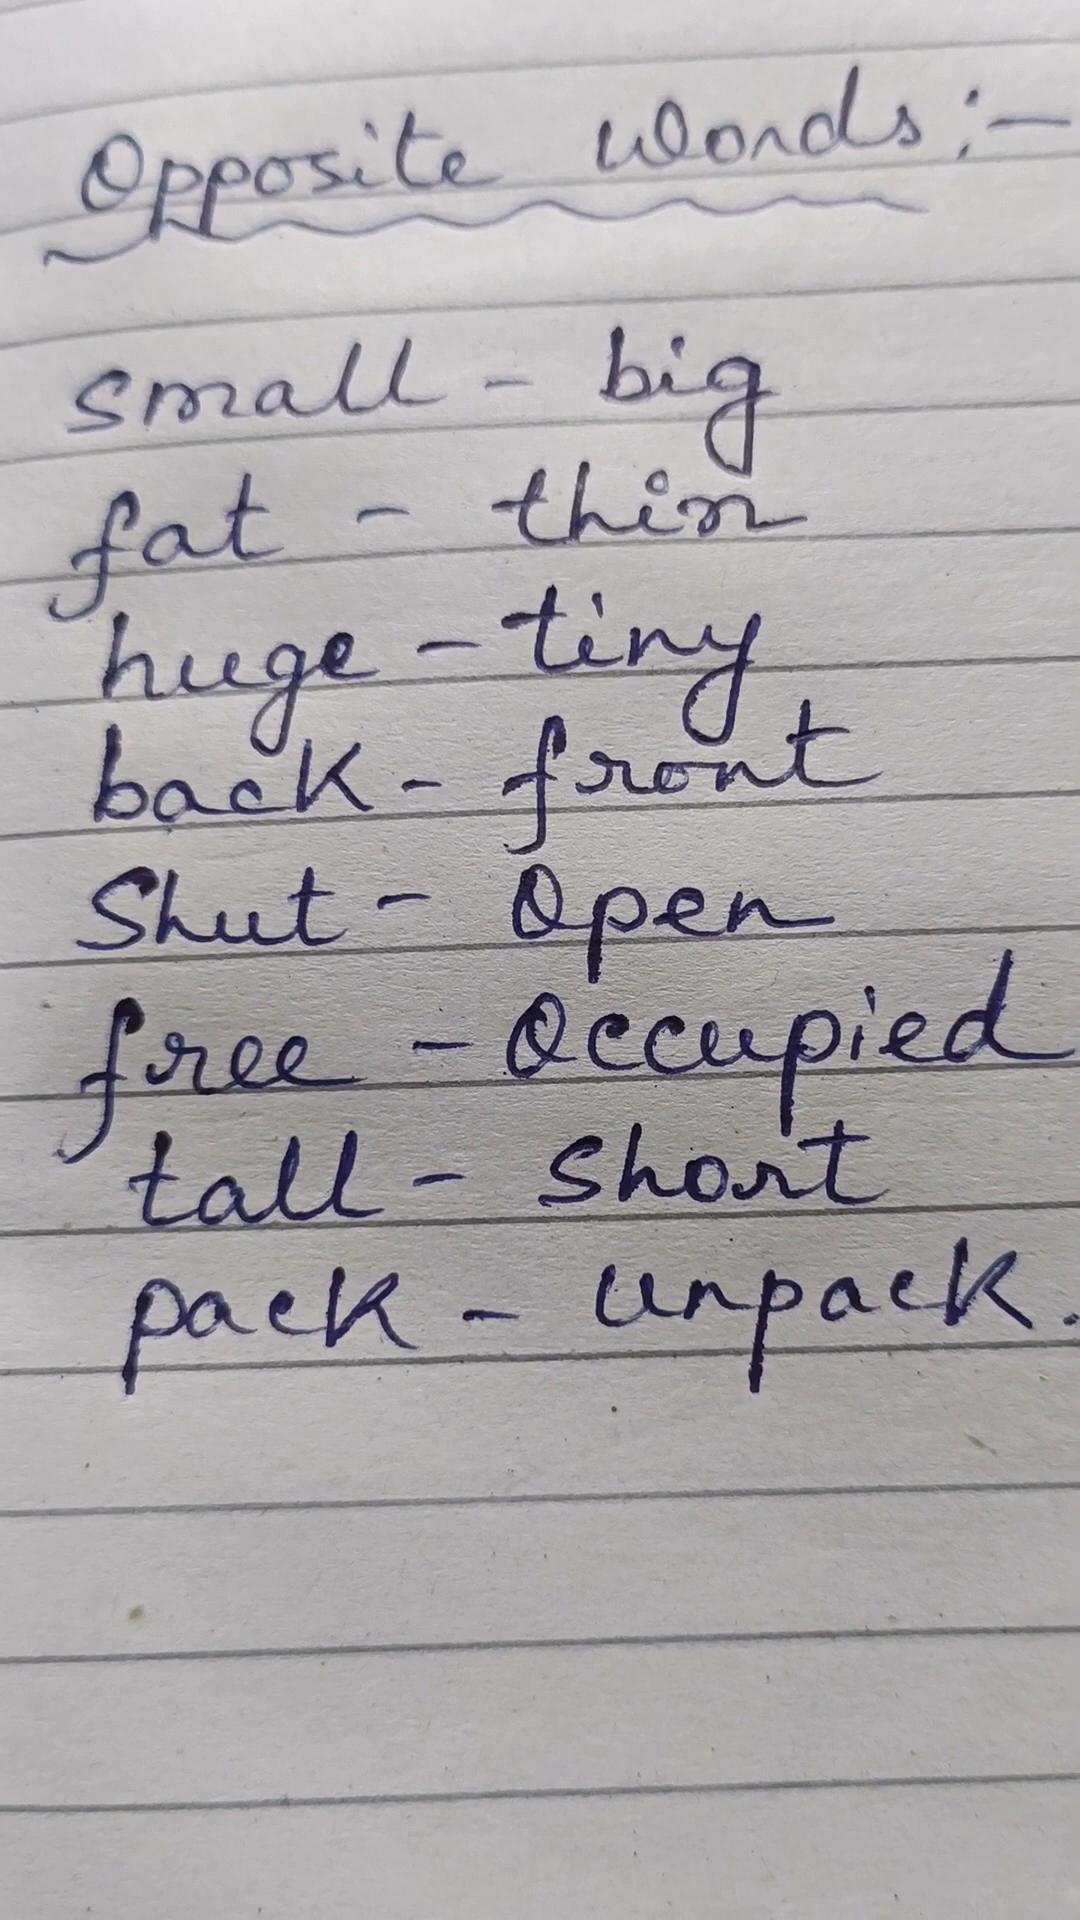 Opposite Words:-
small - big
fat - thin
huge - tiny
back - front
Shut - Open
free - Occupied
tall - Short
pack - unpack.